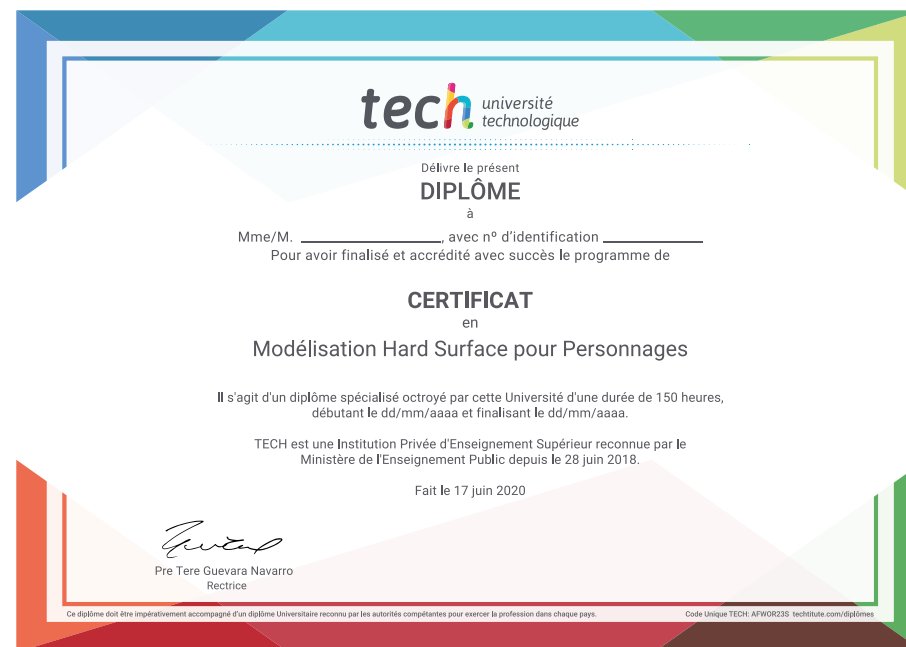 tech université
technologique
Délivre le présent
DIPLÔME
à
Mme/M. ____________________, avec nº d'identification ______________
Pour avoir finalisé et accrédité avec succès le programme de
CERTIFICAT
en
Modélisation Hard Surface pour Personnages
Il s'agit d'un diplôme spécialisé octroyé par cette Université d'une durée de 150 heures,
débutant le dd/mm/aaaa et finalisant le dd/mm/aaaa.
TECH est une Institution Privée d'Enseignement Supérieur reconnue par le
Ministère de l'Enseignement Public depuis le 28 juin 2018.
Fait le 17 juin 2020
Pre Tere Guevara Navarro
Rectrice
Ce diplôme doit être impérativement accompagné d'un diplôme Universitaire reconnu par les autorités compétantes pour exercer la profession dans chaque pays.
Code Unique TECH: AFWOR23S techtitute.com/diplômes